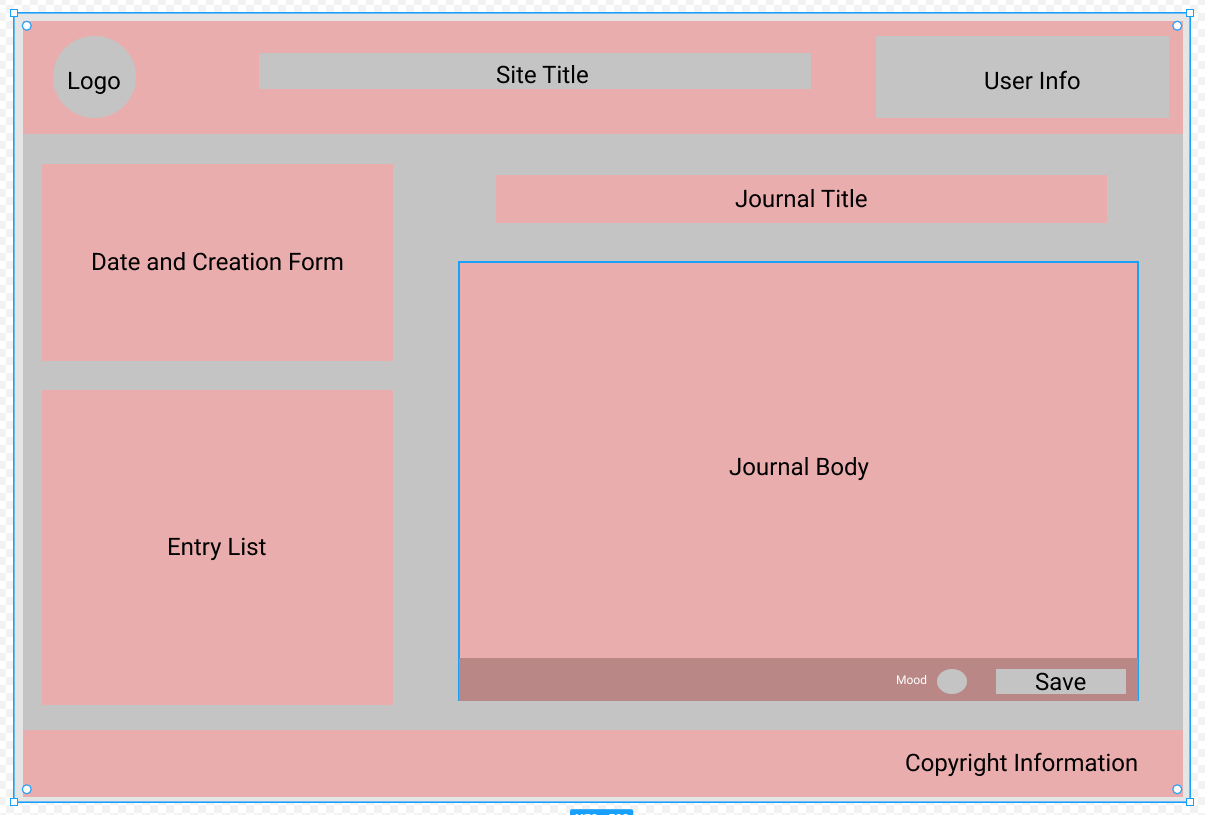 Logo
Site Title
User Info
Date and Creation Form
Journal Title
Journal Body
Entry List
Mood
Save
Copyright Information